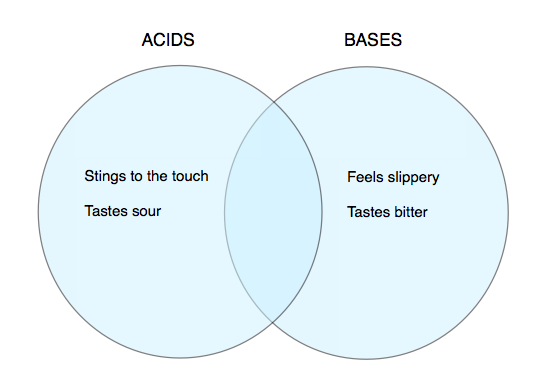 ACIDS
BASES
Stings to the touch
Tastes sour
Feels slippery
Tastes bitter